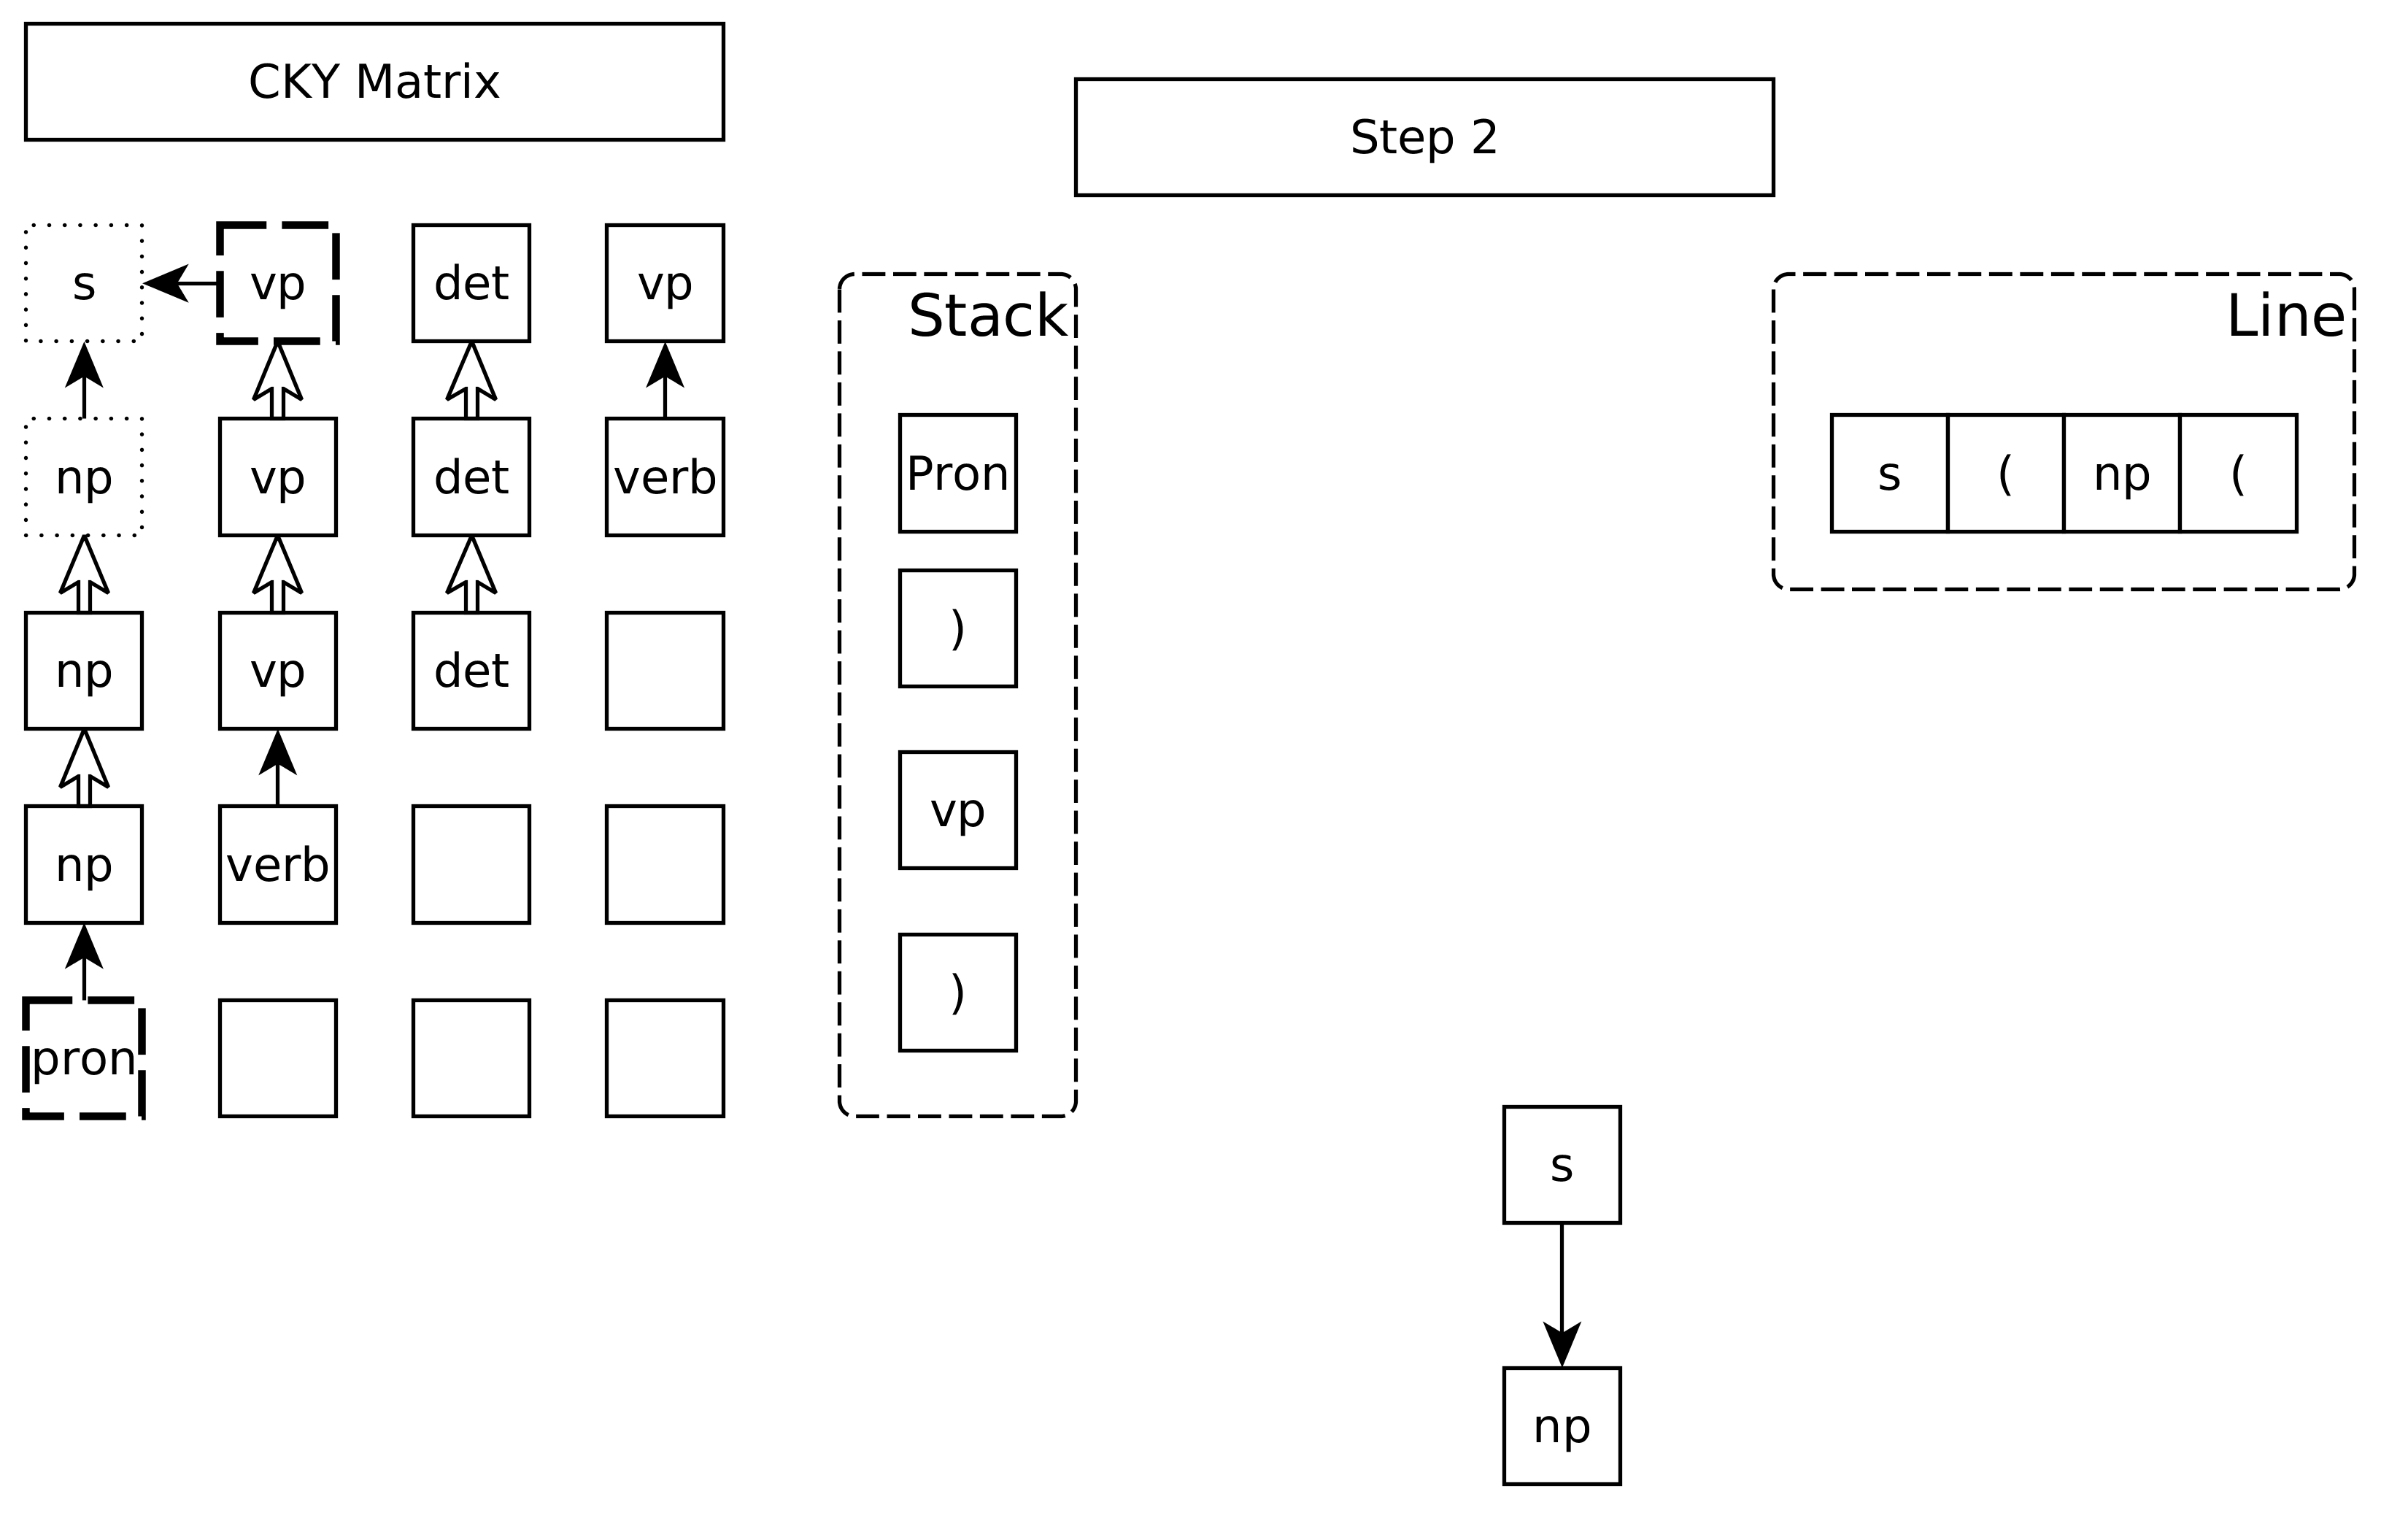 CKY Matrix
Step 2
s vp det vp
np vp det verb
np vp det
np verb
pron
Stack
Pron
)
vp
)
Line
s ( np (
s
np